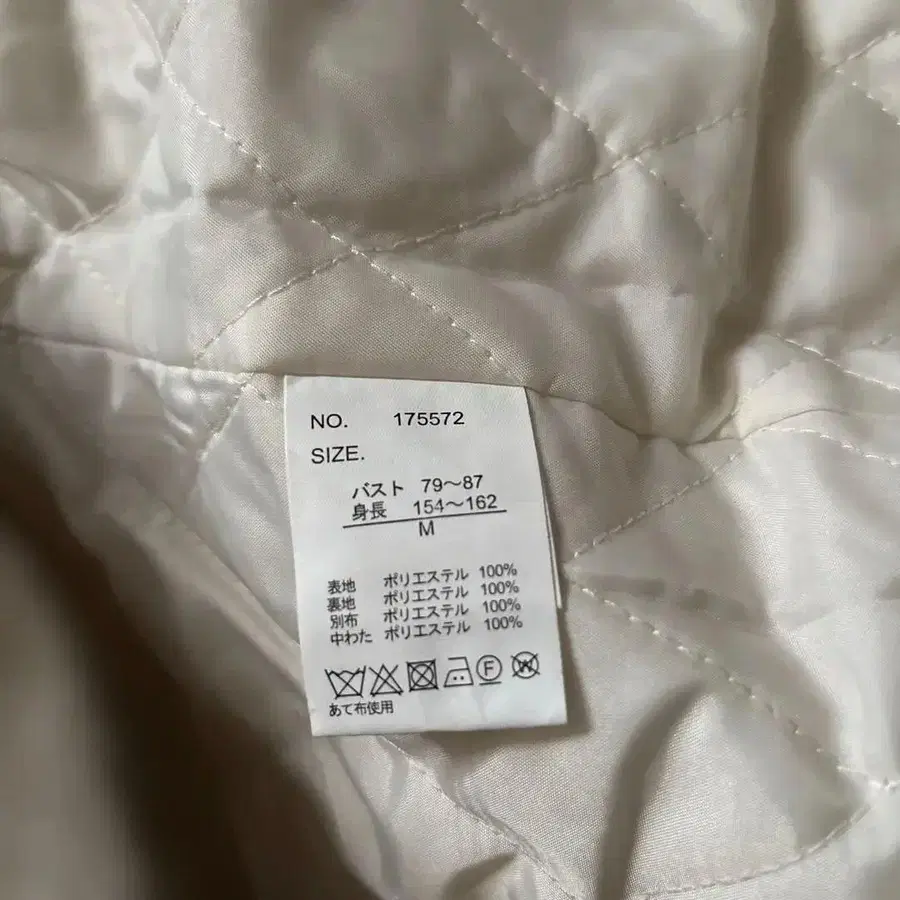 NO. 175572
SIZE.
バスト 79～87
身長 154～162
M
表地 ポリエステル 100%
裏地 ポリエステル 100%
別布 ポリエステル 100%
中わた ポリエステル 100%
F W
あて布使用